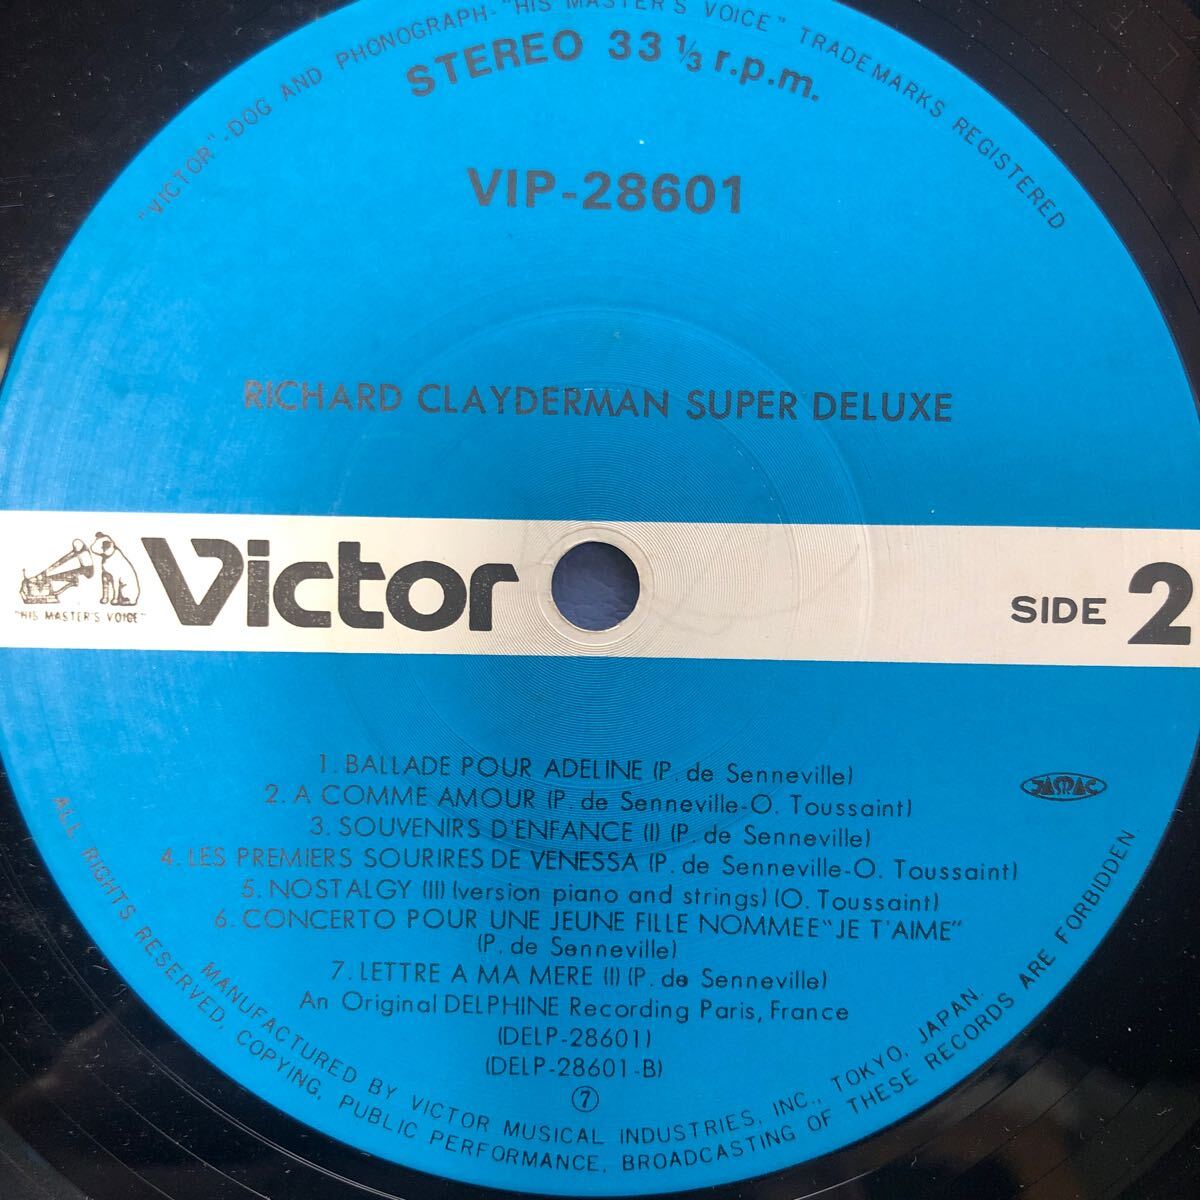 "VICTOR"-DOG AND PHONOGRAPH-"HIS MASTER'S VOICE" TRADEMARKS REGISTERED
STEREO 33 ⅓ r.p.m.
VIP-28601
RICHARD CLAYDERMAN SUPER DELUXE
"HIS MASTER'S VOICE"
Victor
SIDE 2
1. BALLADE POUR ADELINE (P. de Senneville)
2. A COMME AMOUR (P. de Senneville-O. Toussaint)
3. SOUVENIRS D'ENFANCE (I) (P. de Senneville)
4. LES PREMIERS SOURIRES DE VENESSA (P. de Senneville-O. Toussaint)
5. NOSTALGY (II) (version piano and strings) (O. Toussaint)
6. CONCERTO POUR UNE JEUNE FILLE NOMMEE "JE T'AIME"
(P. de Senneville)
7. LETTRE A MA MERE (I) (P. de Senneville)
An Original DELPHINE Recording Paris, France
(DELP-28601)
(DELP-28601-B)
⑦
JASRAC
MANUFACTURED BY VICTOR MUSICAL INDUSTRIES, INC., TOKYO, JAPAN.
ALL RIGHTS RESERVED. COPYING, PUBLIC PERFORMANCE, BROADCASTING OF THESE RECORDS ARE FORBIDDEN.